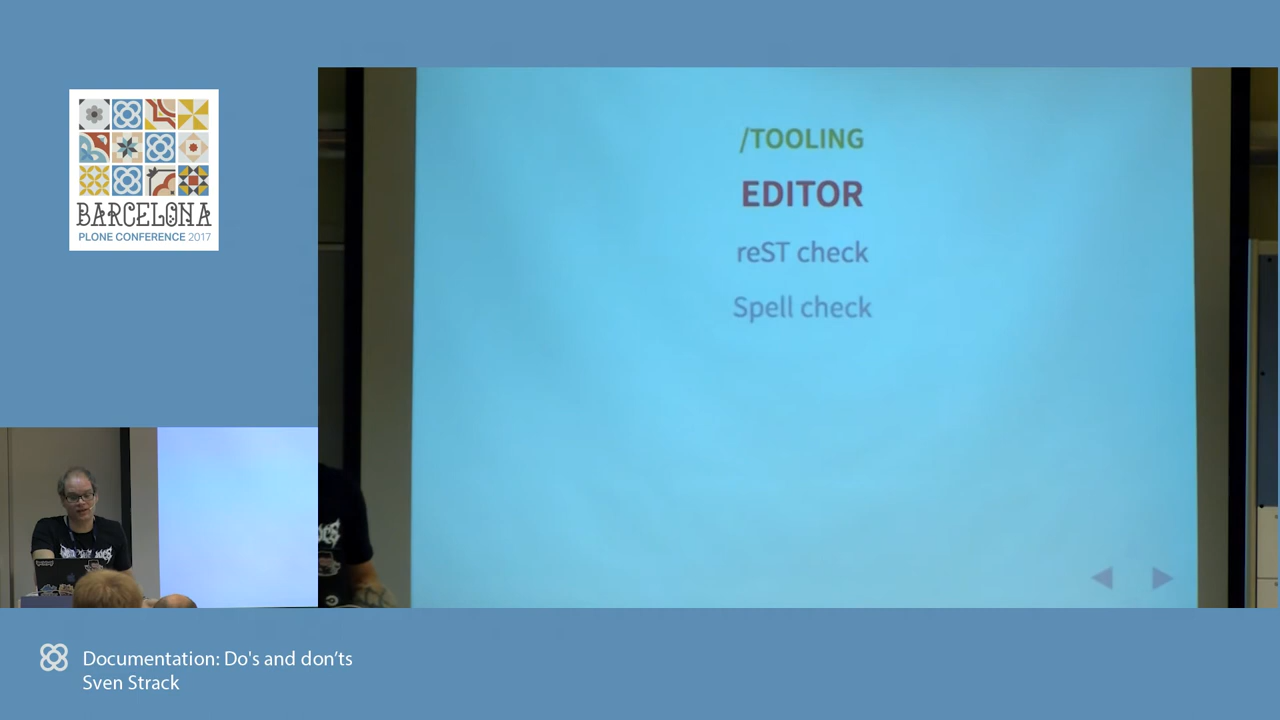 BARCELONA
PLONE CONFERENCE 2017
/TOOLING
EDITOR
reST check
Spell check
Documentation: Do's and don’ts
Sven Strack